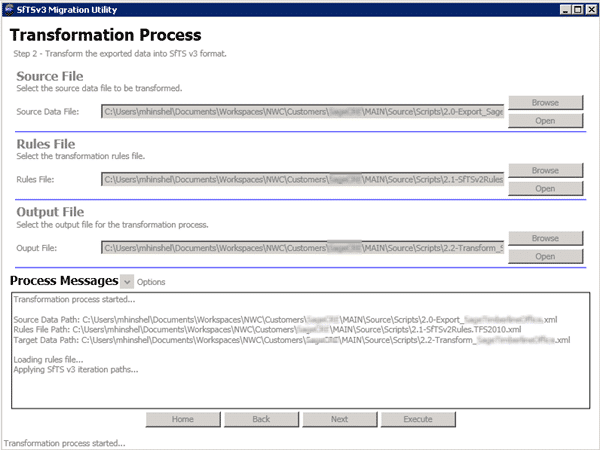 SfTSv3 Migration Utility
Transformation Process
Step 2 - Transform the exported data into SfTS v3 format.
Source File
Select the source data file to be transformed.
Browse
Source Data File: C:\Users\mhinshel\Documents\Workspaces\NWC\Customers\ \MAIN\Source\Scripts\2.0-Export_Sage
Open
Rules File
Select the transformation rules file.
Browse
Rules File: C:\Users\mhinshel\Documents\Workspaces\NWC\Customers\ \MAIN\Source\Scripts\2.1-SfTSv2Rules.
Open
Output File
Select the output file for the transformation process.
Browse
Ouput File: C:\Users\mhinshel\Documents\Workspaces\NWC\Customers\ \MAIN\Source\Scripts\2.2-Transform_S
Open
Process Messages Options
Transformation process started...
Source Data Path: C:\Users\mhinshel\Documents\Workspaces\NWC\Customers\ \MAIN\Source\Scripts\2.0-Export_ .xml
Rules File Path: C:\Users\mhinshel\Documents\Workspaces\NWC\Customers\ \MAIN\Source\Scripts\2.1-SfTSv2Rules.TFS2010.xml
Target Data Path: C:\Users\mhinshel\Documents\Workspaces\NWC\Customers\ \MAIN\Source\Scripts\2.2-Transform_ .xml
Loading rules file...
Applying SfTS v3 iteration paths...
Home Back Next Execute
Transformation process started...